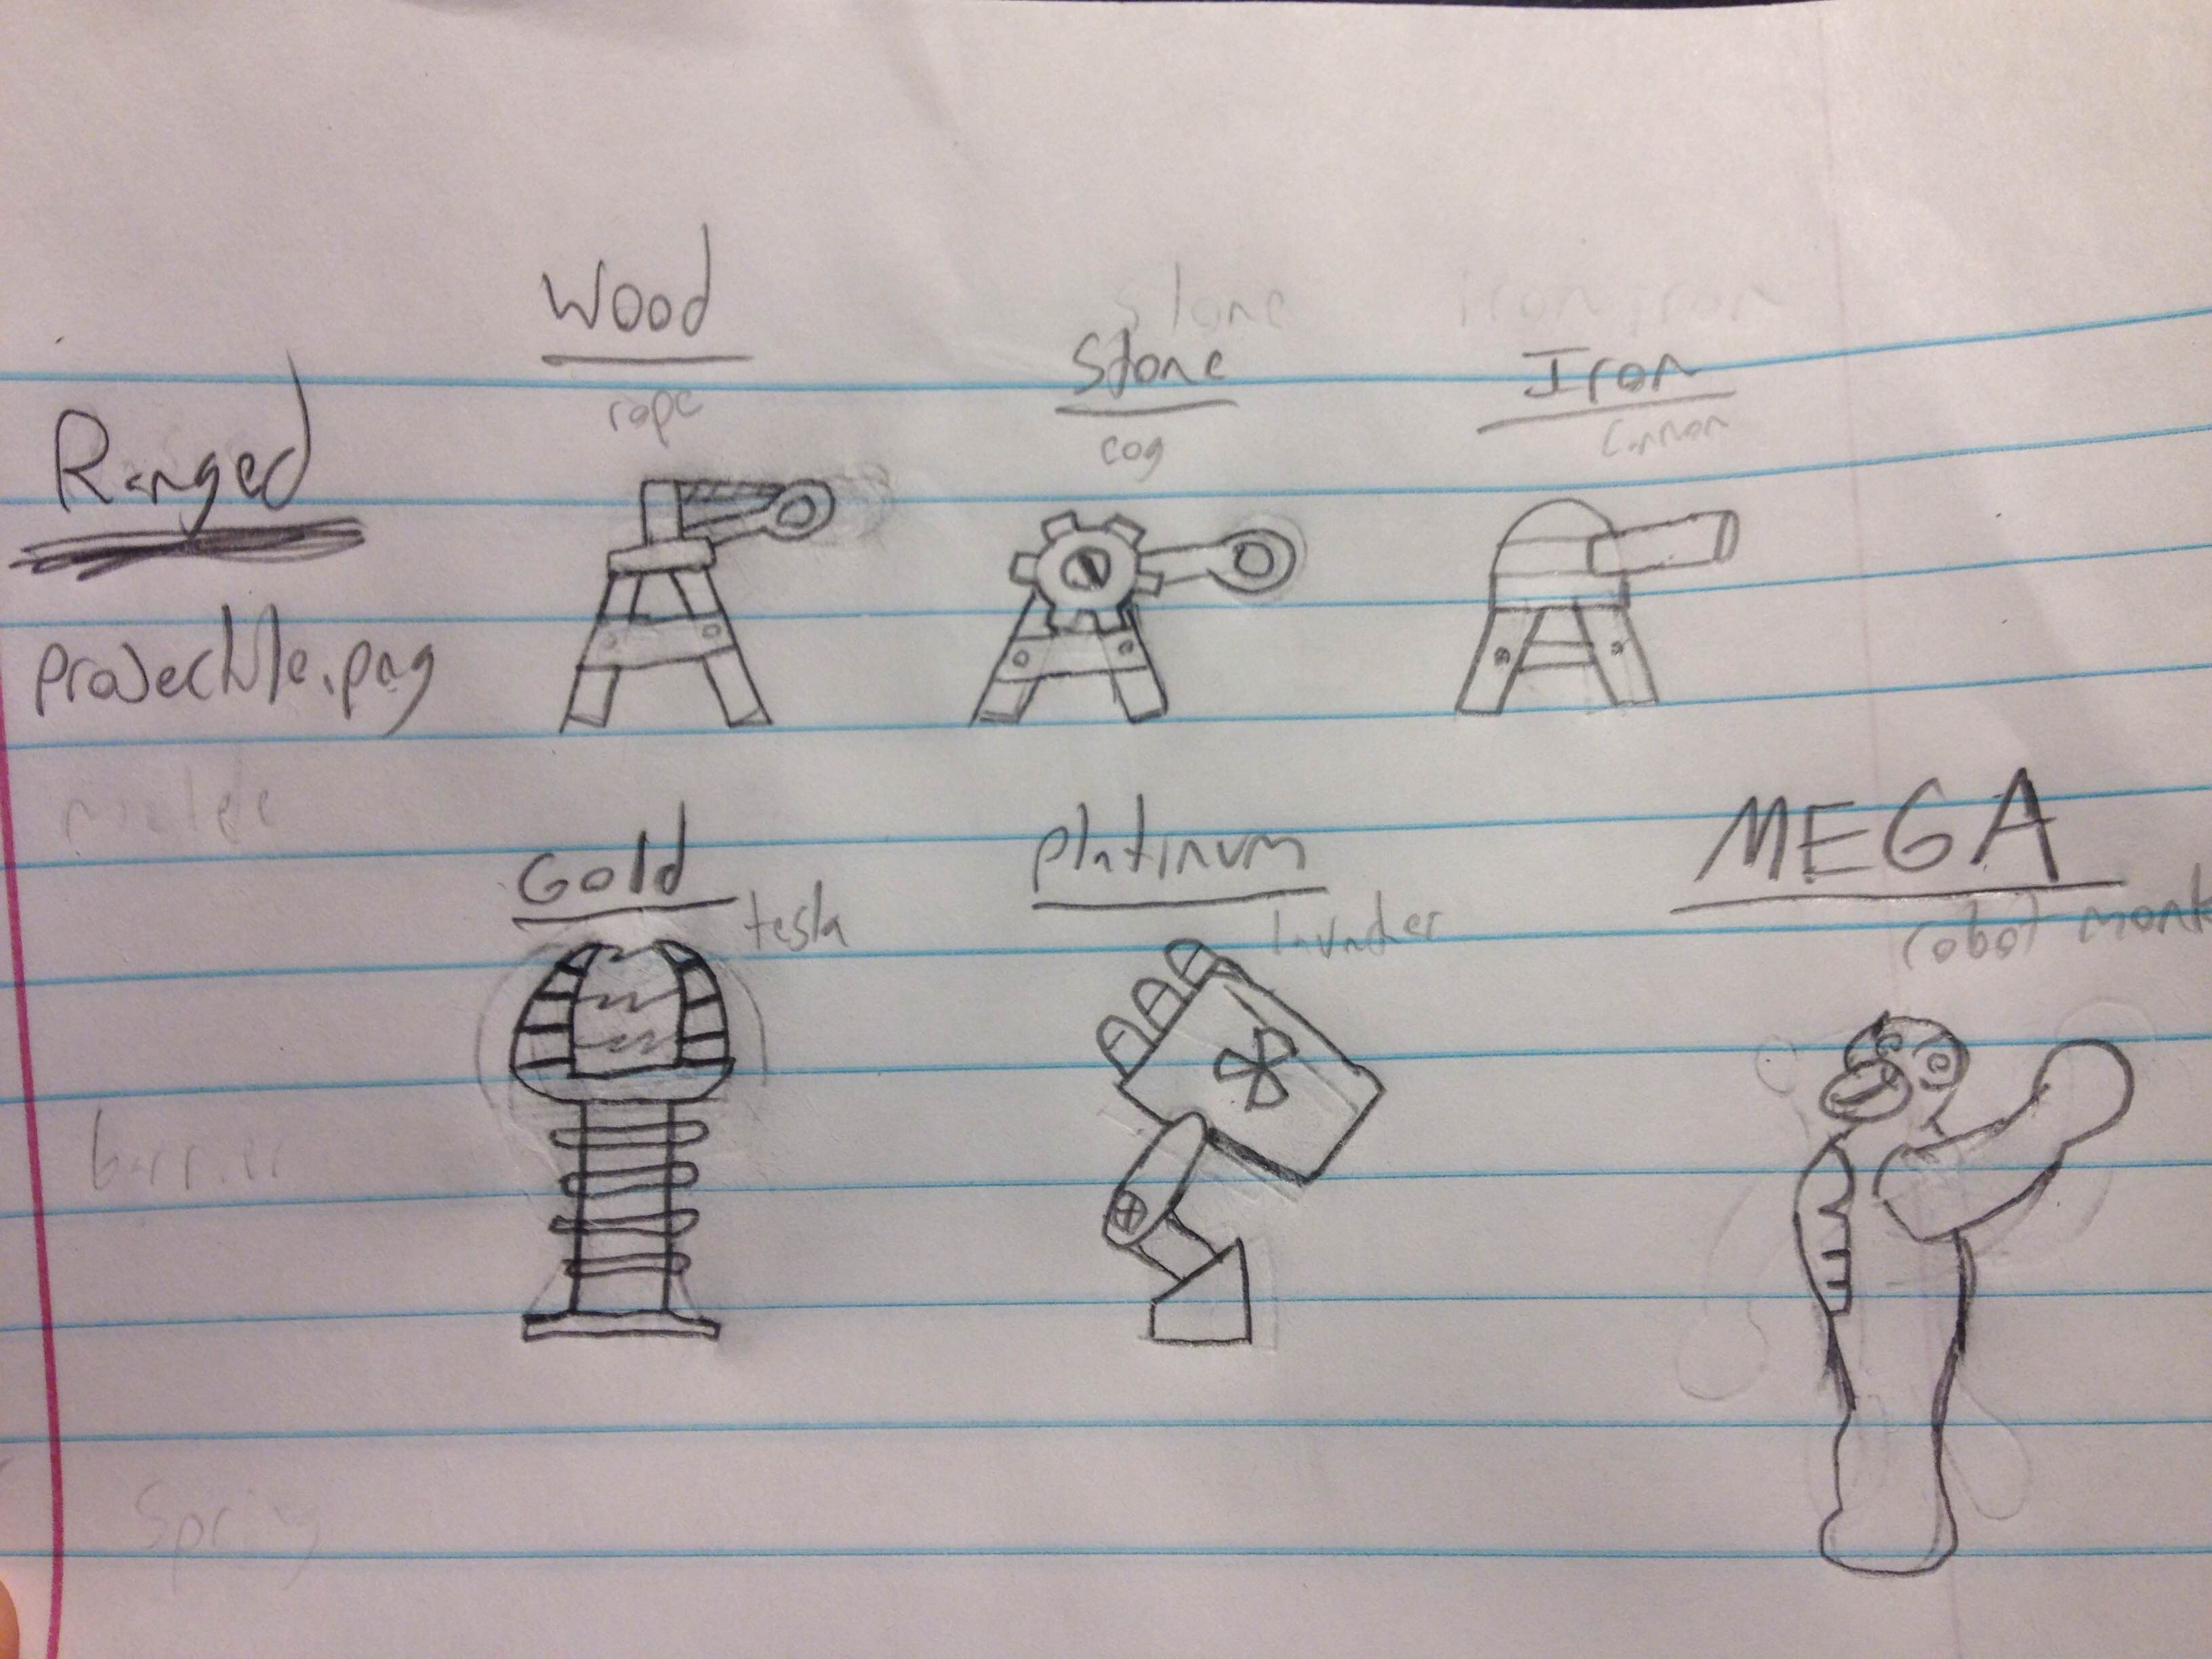 Wood
Stone
Iron Iron
rope
Stone
Iron
Ranged
cog
Cannon
projectile.png
melee
Gold
platinum
MEGA
tesla
launcher
robot monk
barrier
Spring